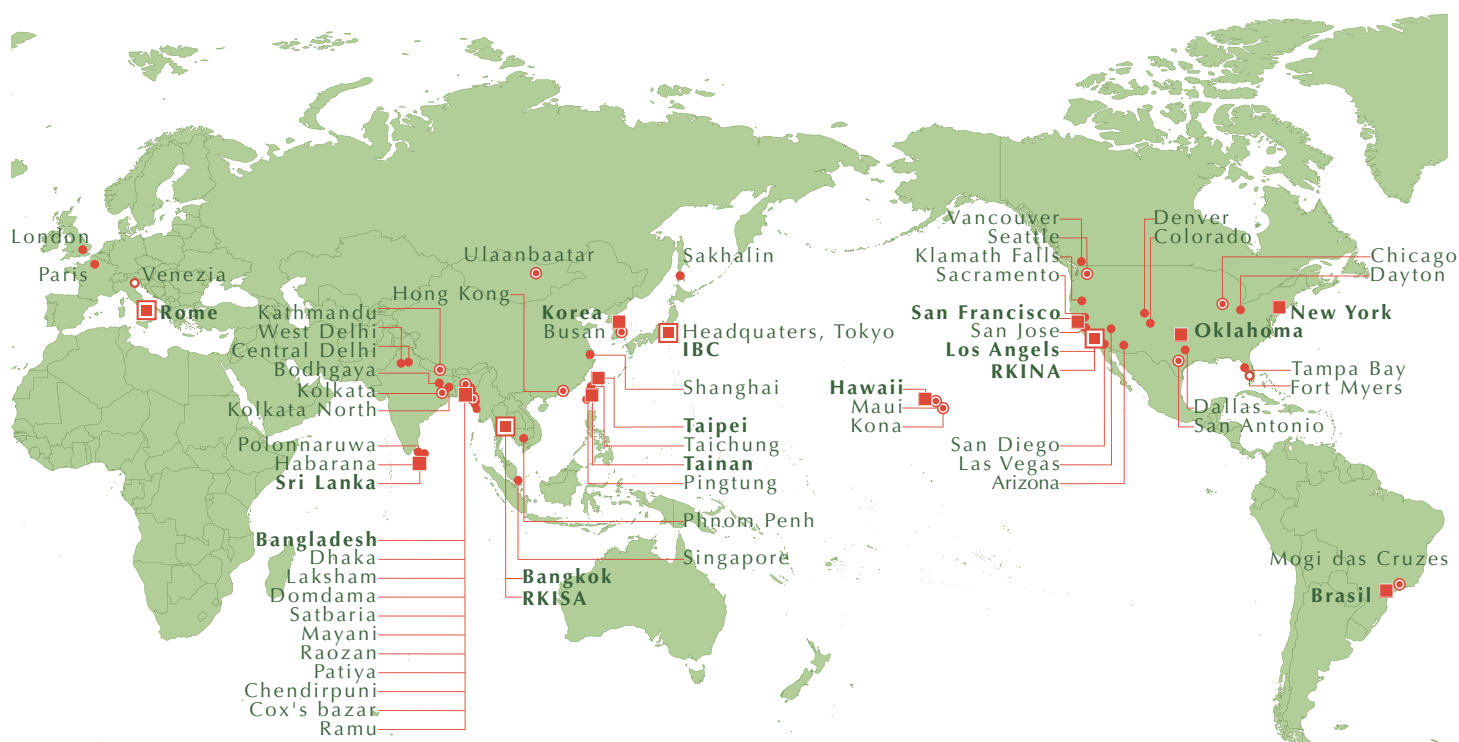 London
Paris
Venezia
Rome
Ulaanbaatar
Sakhalin
Hong Kong
Kathmandu
West Delhi
Central Delhi
Bodhgaya
Kolkata
Kolkata North
Korea
Busan
Headquaters, Tokyo
IBC
Shanghai
Taipei
Taichung
Tainan
Pingtung
Phnom Penh
Singapore
Polonnaruwa
Habarana
Sri Lanka
Bangladesh
Dhaka
Laksham
Domdama
Satbaria
Mayani
Raozan
Patiya
Chendirpuni
Cox's bazar
Ramu
Bangkok
RKISA
Vancouver
Seattle
Klamath Falls
Sacramento
San Francisco
San Jose
Los Angels
RKINA
Hawaii
Maui
Kona
San Diego
Las Vegas
Arizona
Denver
Colorado
Chicago
Dayton
New York
Oklahoma
Tampa Bay
Fort Myers
Dallas
San Antonio
Mogi das Cruzes
Brasil